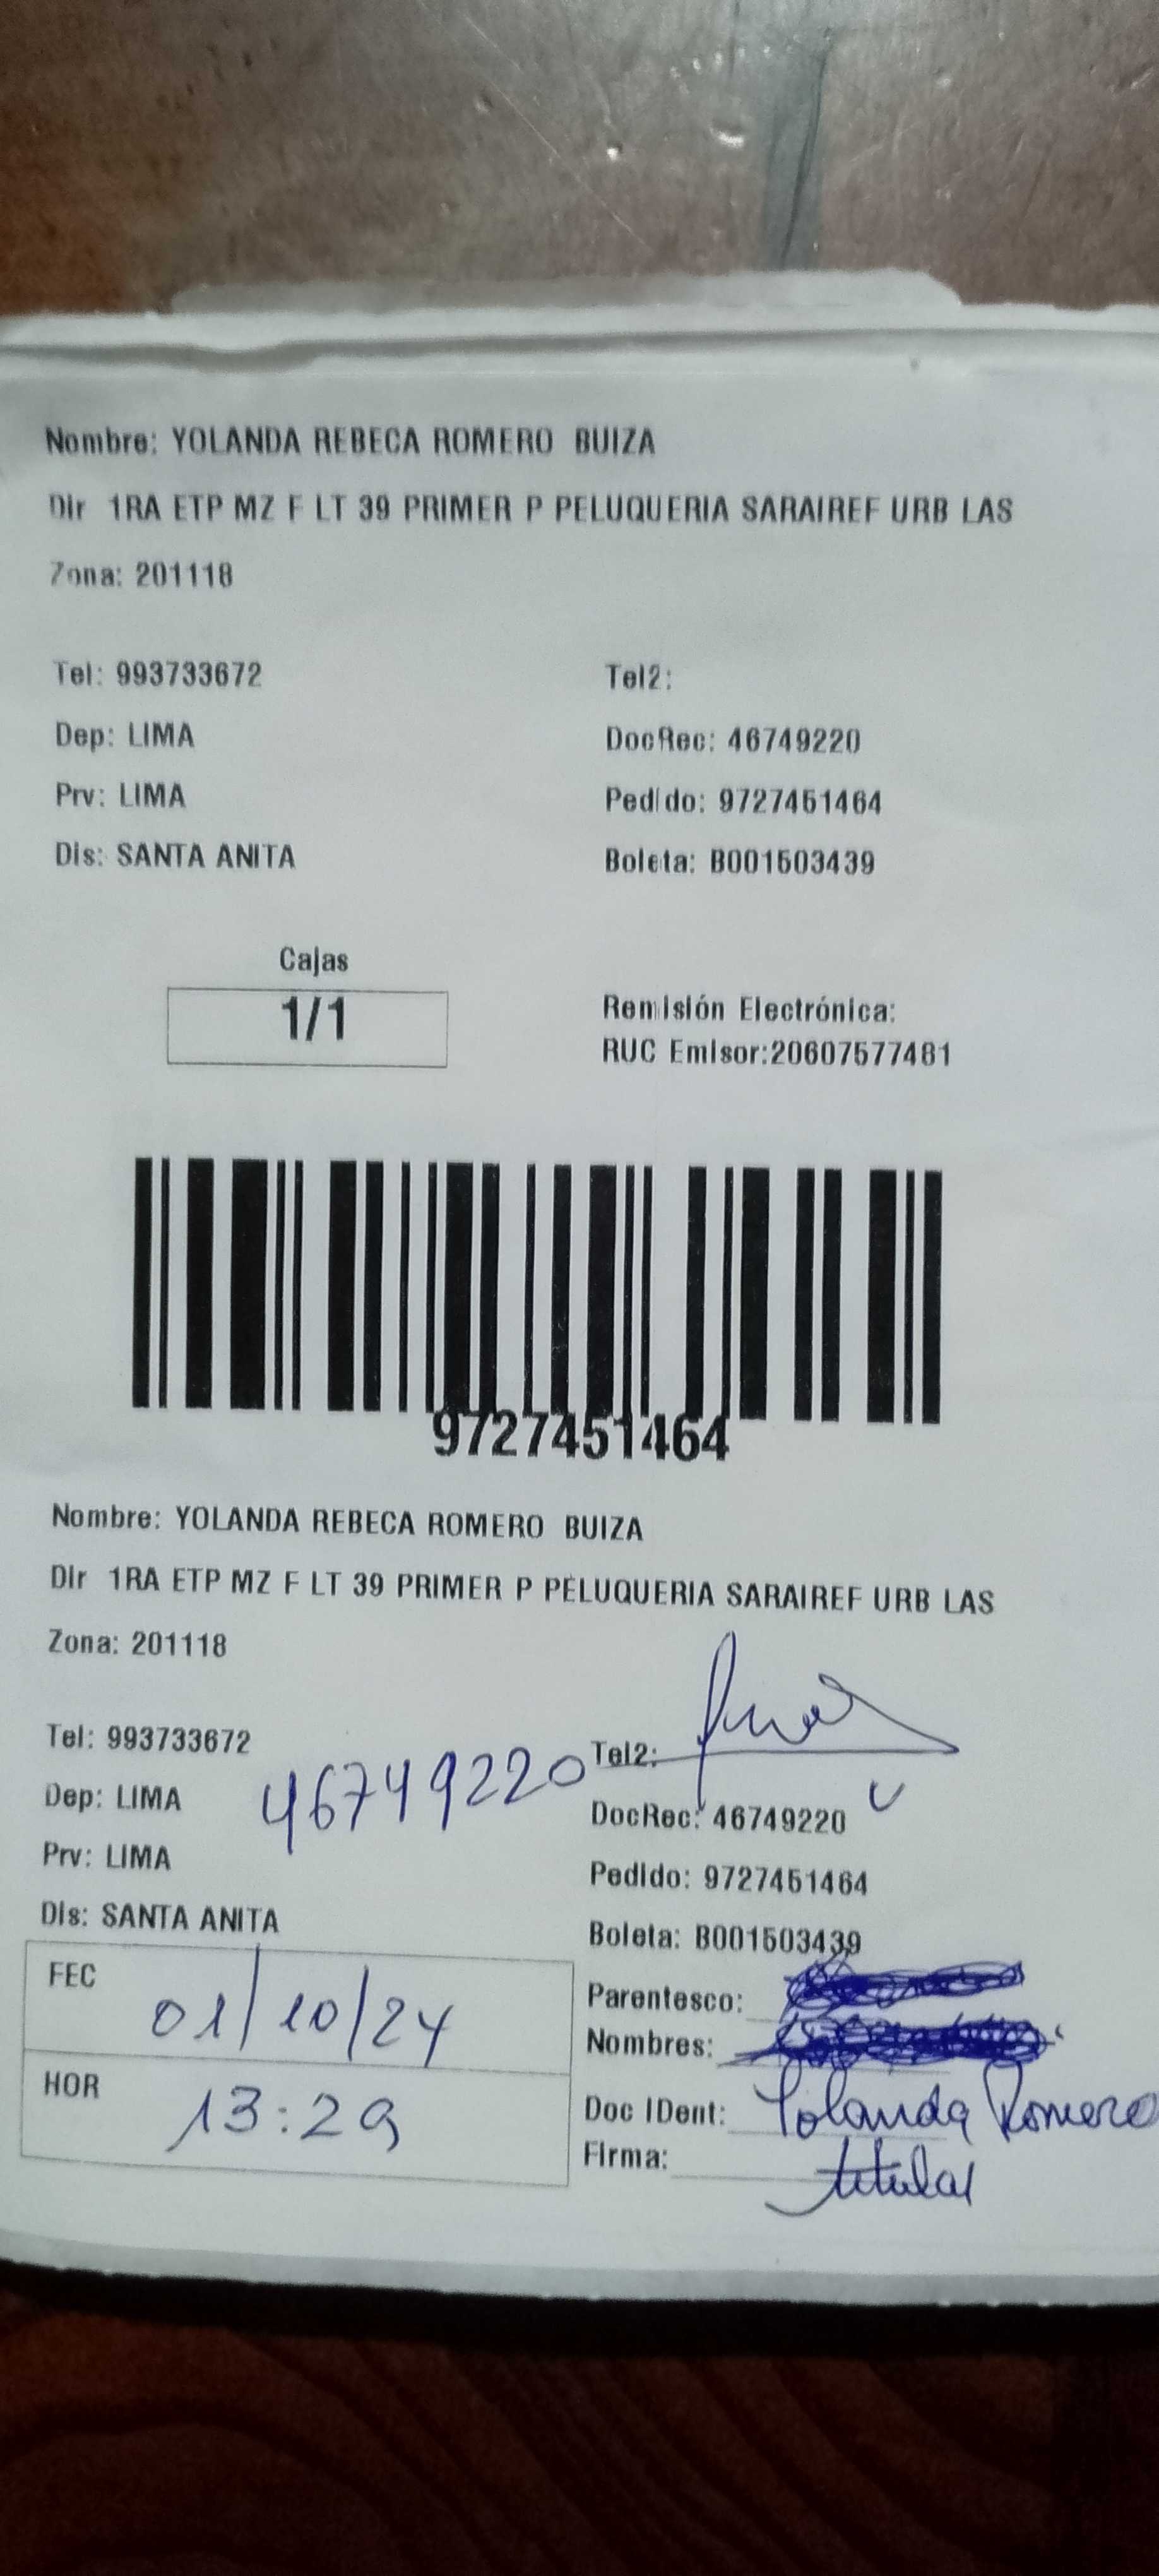 Nombre: YOLANDA REBECA ROMERO BUIZA
Dir 1RA ETP MZ F LT 39 PRIMER P PELUQUERIA SARAIREF URB LAS
Zona: 201118
Tel: 993733672 Tel2:
Dep: LIMA DocRec: 46749220
Prv: LIMA Pedido: 9727451464
Dis: SANTA ANITA Boleta: B001503439
Cajas
1/1
Remisión Electrónica:
RUC Emisor:20607577481
9727451464
Nombre: YOLANDA REBECA ROMERO BUIZA
Dir 1RA ETP MZ F LT 39 PRIMER P PELUQUERIA SARAIREF URB LAS
Zona: 201118
Tel: 993733672 Tel2:
46749220
Dep: LIMA DocRec: 46749220
Prv: LIMA Pedido: 9727451464
Dis: SANTA ANITA Boleta: B001503439
FEC 01/10/24 Parentesco:
Nombres:
HOR 13:29 Doc IDent: Yolanda Romero
Firma: titular